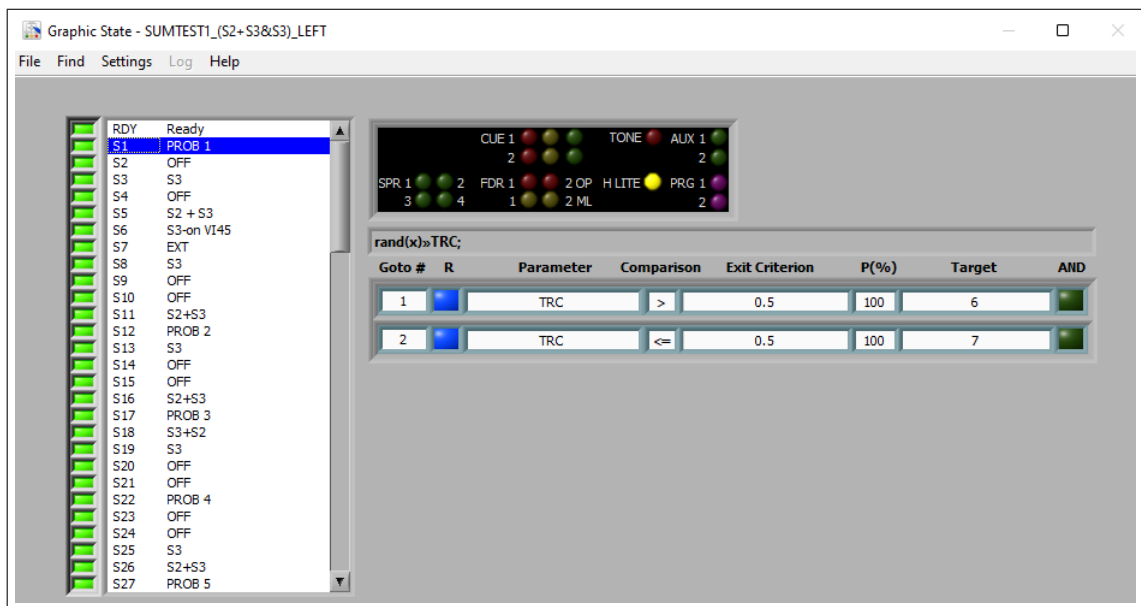 Graphic State - SUMTEST1_(S2+S3&S3)_LEFT
File Find Settings Log Help
RDY Ready
S1 PROB 1
S2 OFF
S3 S3
S4 OFF
S5 S2 + S3
S6 S3-on VI45
S7 EXT
S8 S3
S9 OFF
S10 OFF
S11 S2+S3
S12 PROB 2
S13 S3
S14 OFF
S15 OFF
S16 S2+S3
S17 PROB 3
S18 S3+S2
S19 S3
S20 OFF
S21 OFF
S22 PROB 4
S23 OFF
S24 OFF
S25 S3
S26 S2+S3
S27 PROB 5
CUE 1 TONE AUX 1
2 2
SPR 1 2 FDR 1 2 OP H LITE PRG 1
3 4 1 2 ML 2
rand(x)»TRC;
Goto # R Parameter Comparison Exit Criterion P(%) Target AND
1 TRC > 0.5 100 6
2 TRC <= 0.5 100 7